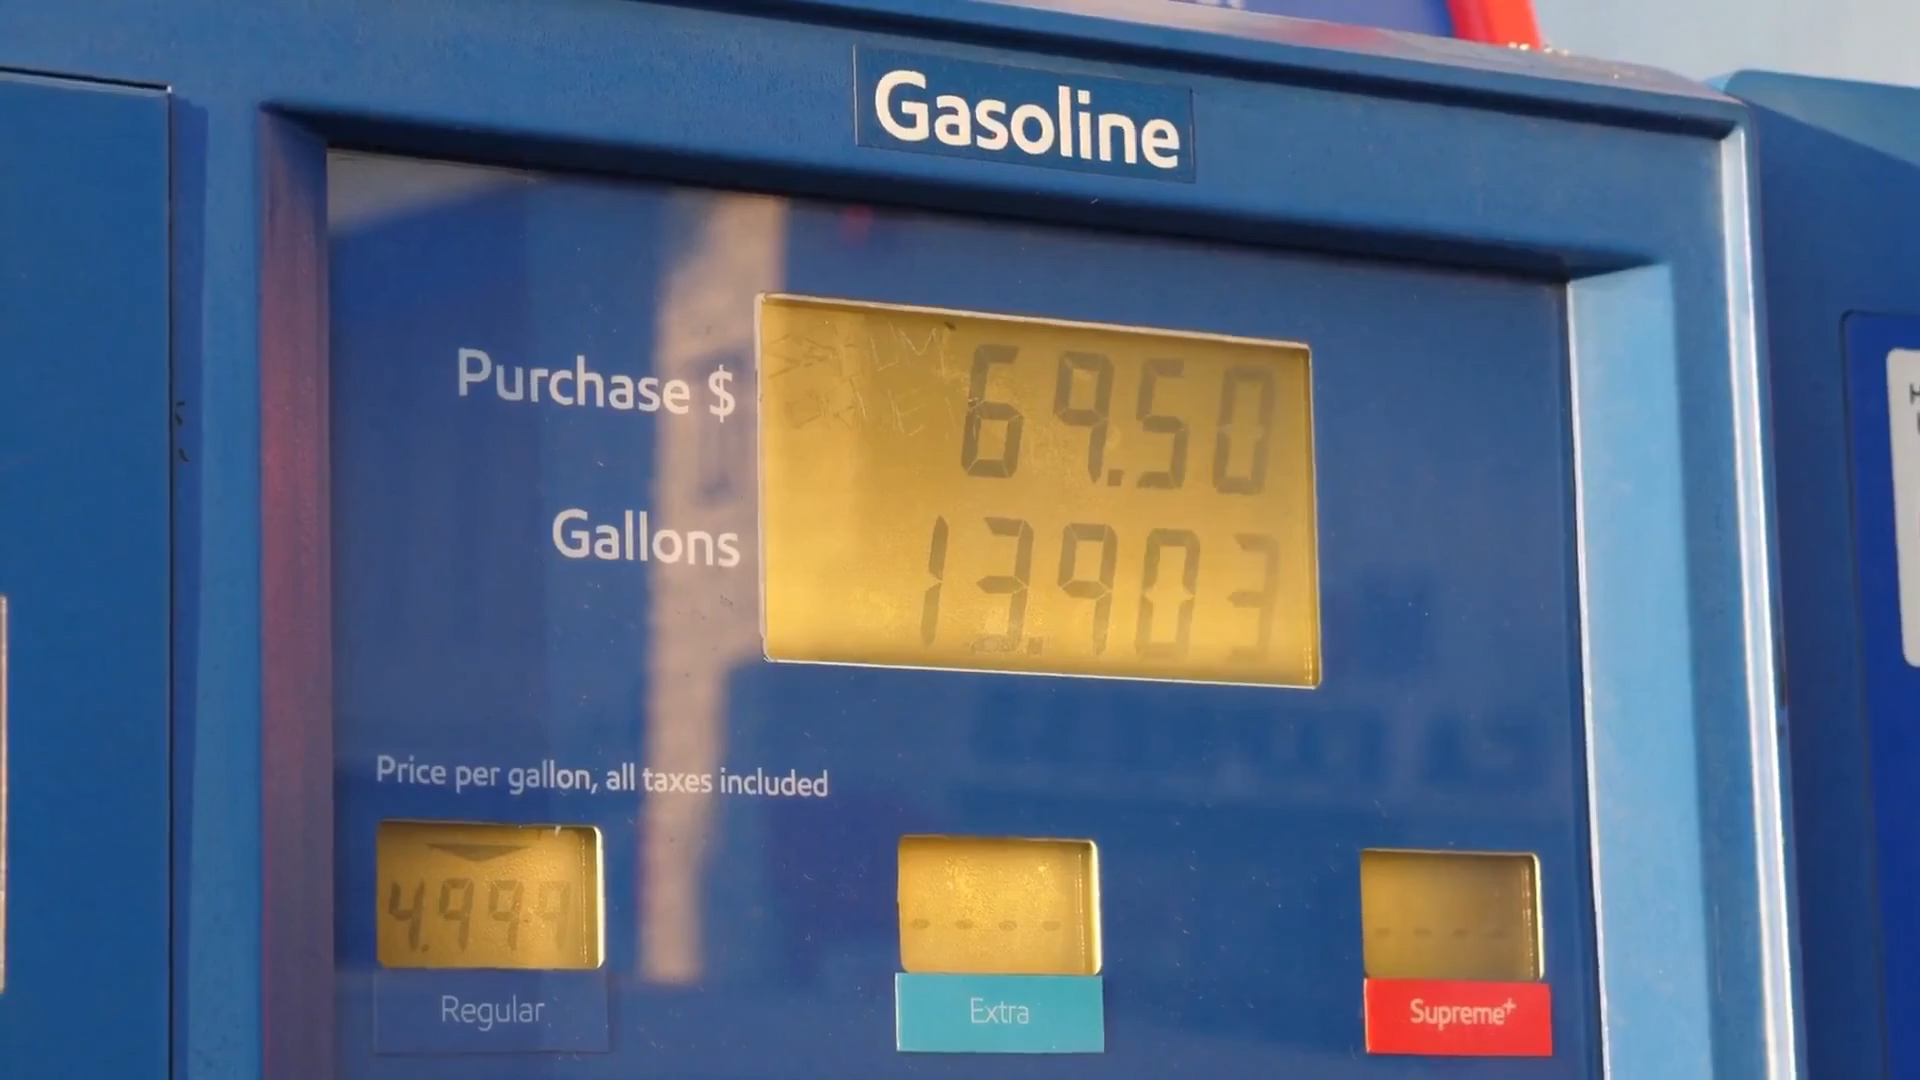 Gasoline
Purchase $ 69.50
Gallons 13.903
Price per gallon, all taxes included
4.999 ---- ----
Regular Extra Supreme+